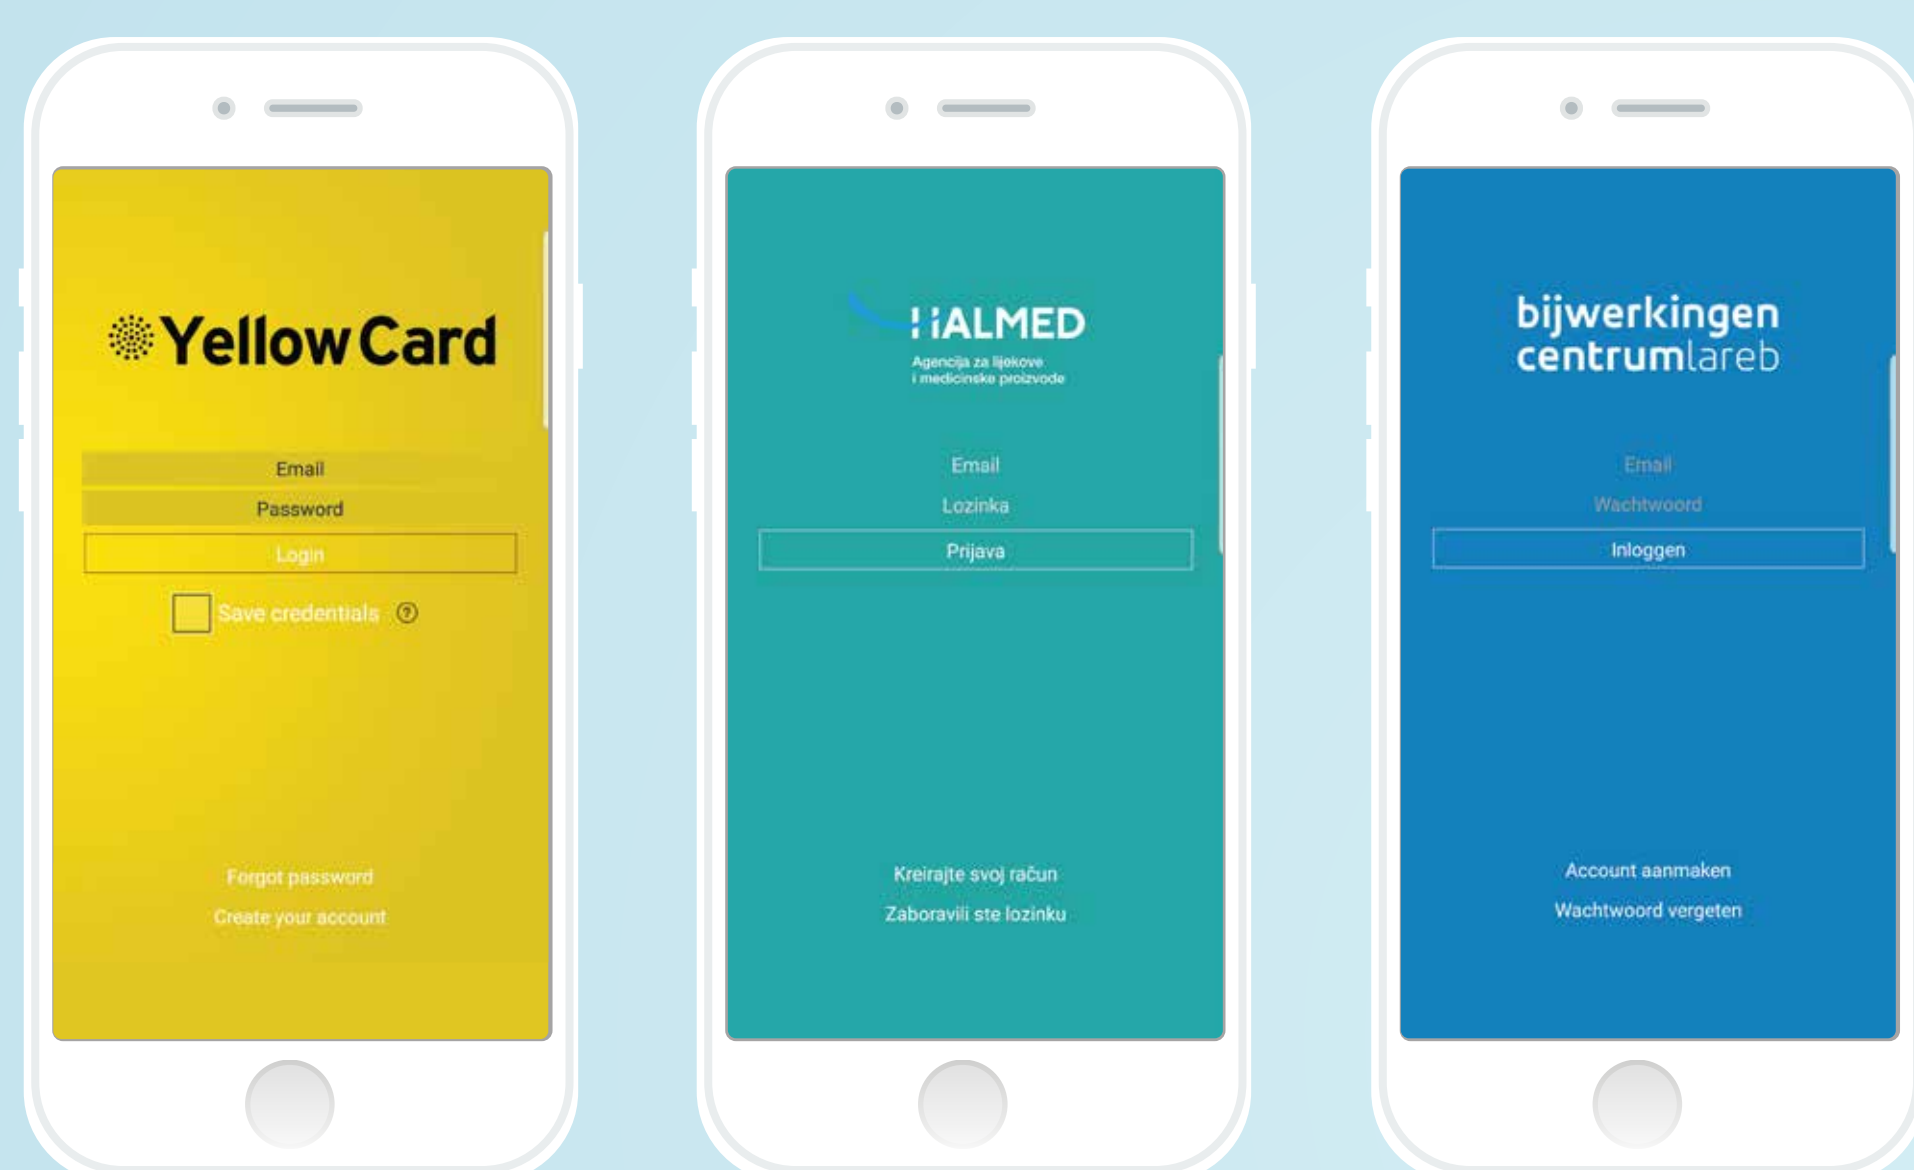 Yellow Card
Email
Password
Login
Save credentials ?
Forgot password
Create your account
HALMED
Agencija za lijekove
i medicinske proizvode
Email
Lozinka
Prijava
Kreirajte svoj račun
Zaboravili ste lozinku
bijwerkingen
centrumlareb
Email
Wachtwoord
Inloggen
Account aanmaken
Wachtwoord vergeten